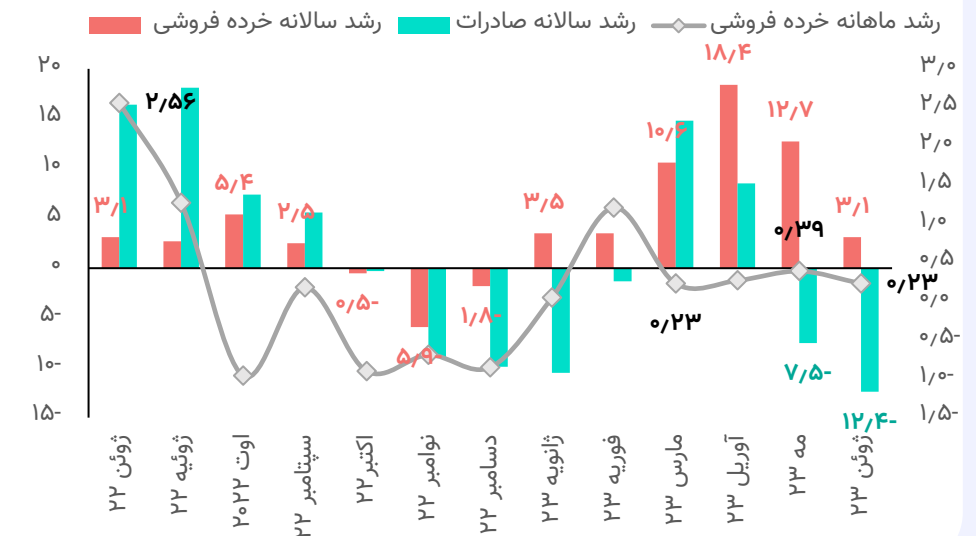 رشد ماهانه خرده فروشی
رشد سالانه صادرات
رشد سالانه خرده فروشی
۲۰
۱۵
۱۰
۵
۰
۵-
۱۰-
۱۵-
۳٫۰
۲٫۵
۲٫۰
۱٫۵
۱٫۰
۰٫۵
۰٫۰
۰٫۵-
۱٫۰-
۱٫۵-
۳٫۱
۲٫۵۶
۵٫۴
۲٫۵
۰٫۵-
۵٫۹-
۱٫۸-
۳٫۵
۱۰٫۶
۱۸٫۴
۱۲٫۷
۳٫۱
۰٫۲۳
۰٫۳۹
۰٫۲۳
۷٫۵-
۱۲٫۴-
ژوئن ۲۲
ژوئیه ۲۲
اوت ۲۰۲۲
سپتامبر ۲۲
اکتبر۲۲
نوامبر ۲۲
دسامبر ۲۲
ژانویه ۲۳
فوریه ۲۳
مارس ۲۳
آوریل ۲۳
مه ۲۳
ژوئن ۲۳